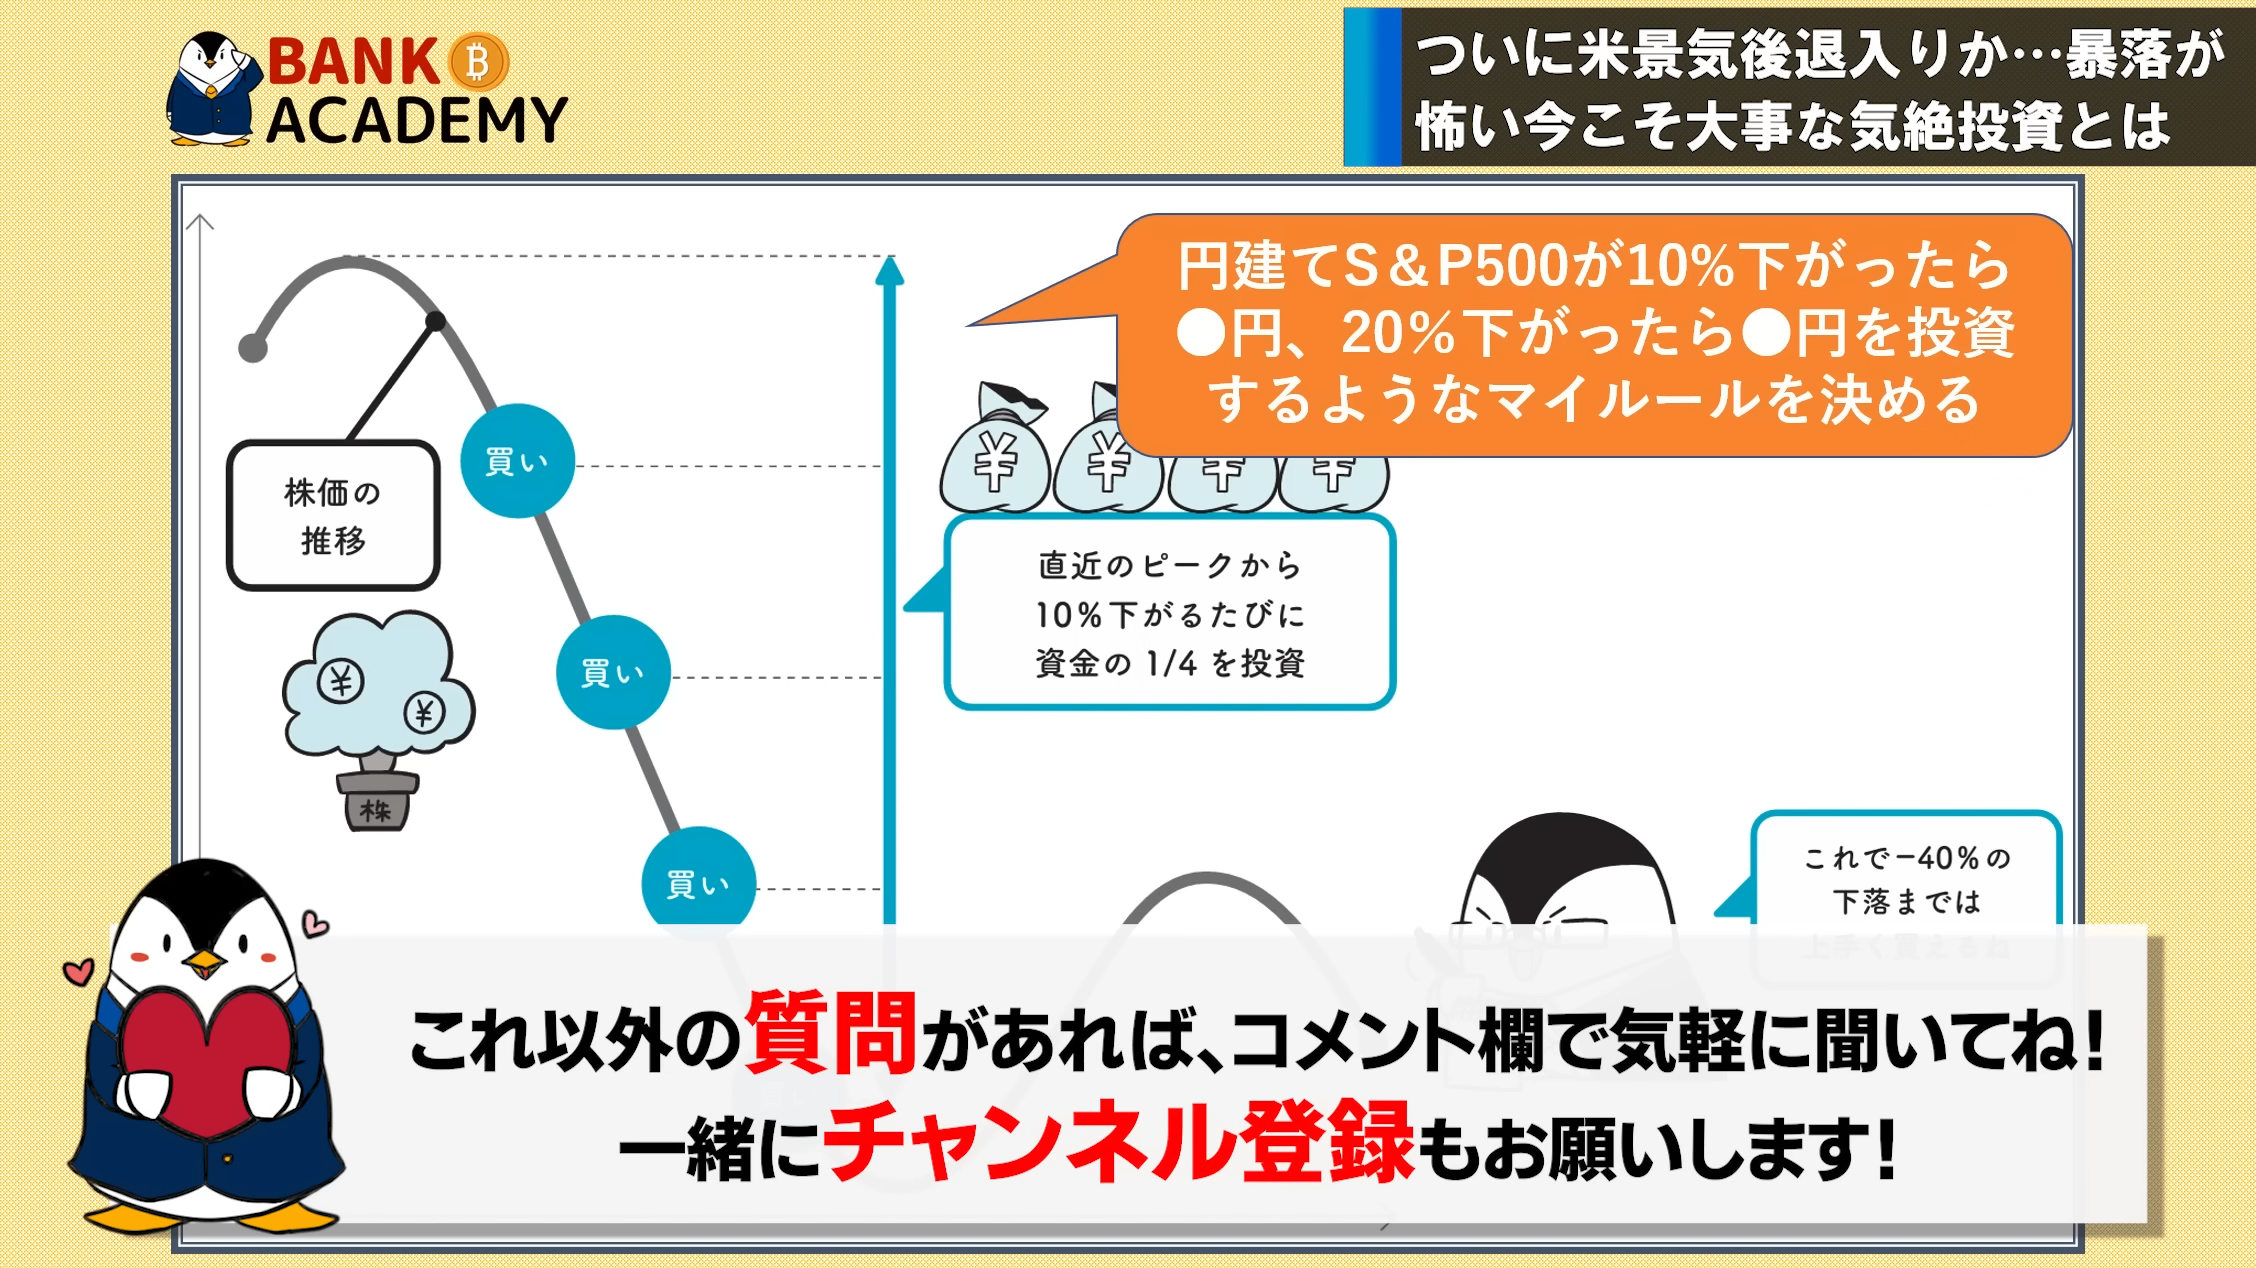 BANK
ACADEMY
ついに米景気後退入りか…暴落が
怖い今こそ大事な気絶投資とは
円建てS&P500が10%下がったら
●円、20%下がったら●円を投資
するようなマイルールを決める
買い
株価の
推移
直近のピークから
10%下がるたびに
資金の 1/4 を投資
買い
株
買い
これで−40%の
下落までは
上手く買えるね
これ以外の質問があれば、コメント欄で気軽に聞いてね!
一緒にチャンネル登録もお願いします!